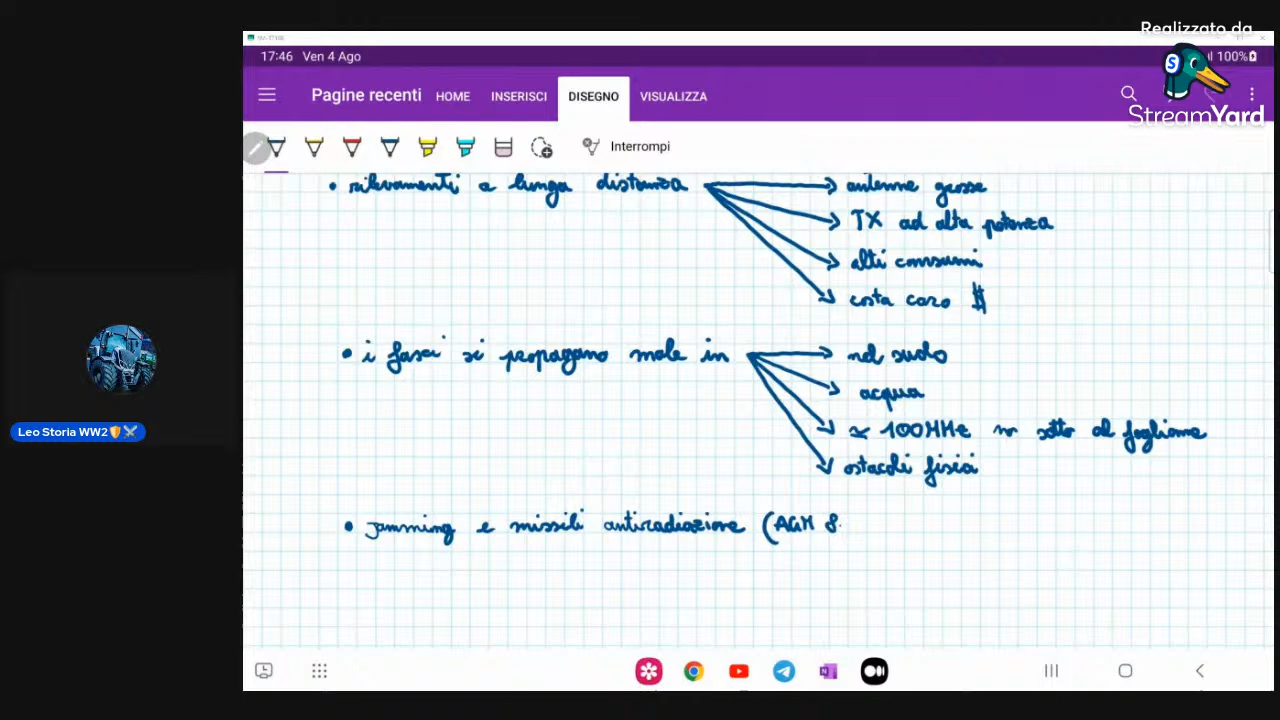 Realizzato da
StreamYard
17:46 Ven 4 Ago
100%
Pagine recenti HOME INSERISCI DISEGNO VISUALIZZA
Interrompi
• rilevamenti a lunga distanza → antenne grosse
→ TX ad alta potenza
→ alti consumi
→ costa caro $
• i fasci si propagano male in → nel suolo
→ acqua
→ ≃ 100MHz no sotto al fogliame
→ ostacoli fisici
• jamming e missili antiradiazione (AGM 8
Leo Storia WW2🛡️⚔️